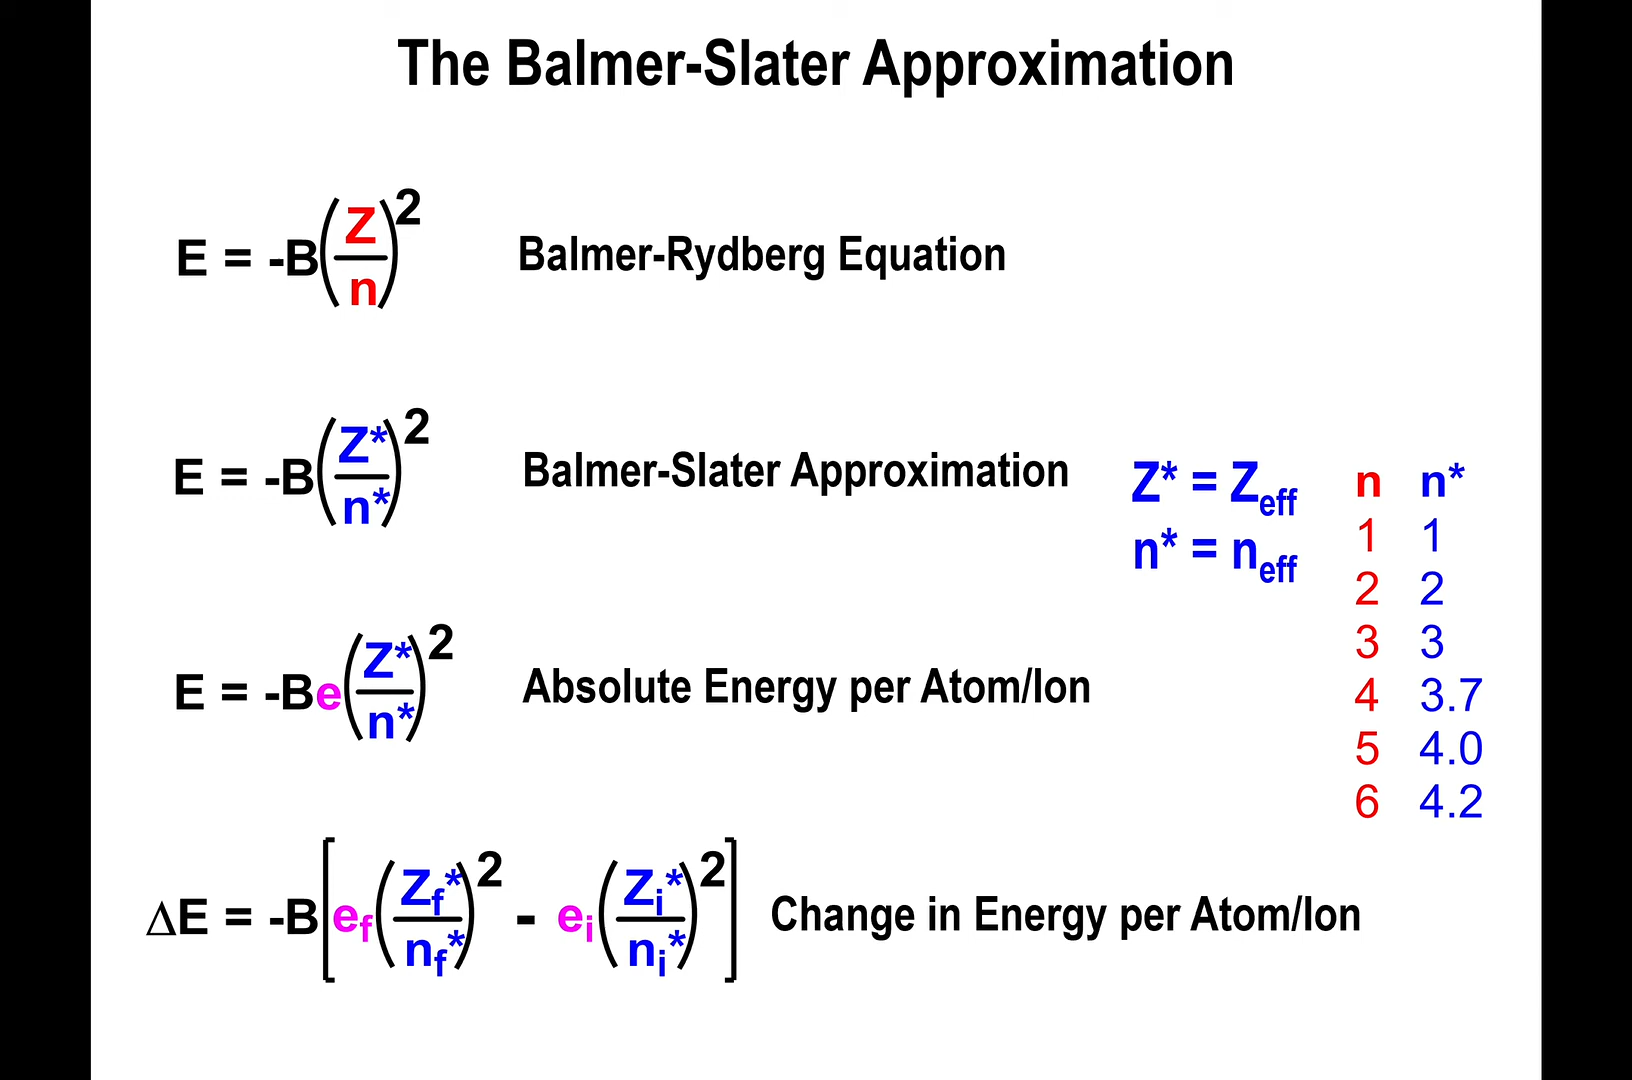 The Balmer-Slater Approximation
E = -B(Z/n)²
Balmer-Rydberg Equation
E = -B(Z*/n*)²
Balmer-Slater Approximation
Z* = Zeff
n* = neff
n n*
1 1
2 2
3 3
4 3.7
5 4.0
6 4.2
E = -Be(Z*/n*)²
Absolute Energy per Atom/Ion
ΔE = -B[ef(Zf*/nf*)² - ei(Zi*/ni*)²]
Change in Energy per Atom/Ion